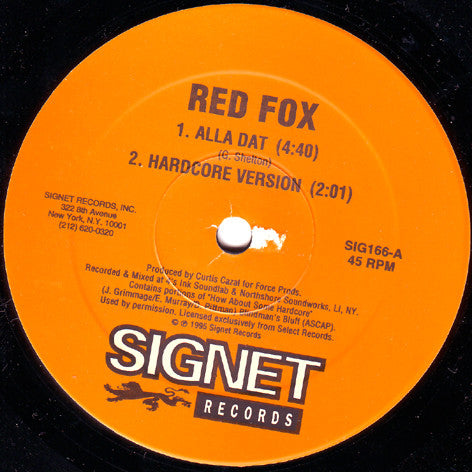 RED FOX
1. ALLA DAT (4:40)
(G. Shelton)
2. HARDCORE VERSION (2:01)
SIGNET RECORDS, INC.
322 8th Avenue
New York, N.Y. 10001
(212) 620-0320
SIG166-A
45 RPM
Produced by Curtis Cazal for Force Prnds.
Recorded & Mixed at Ink Soundlab & Northshore Soundworks, LI, NY.
Contains portions of "How About Some Hardcore"
(J. Grimmage/E. Murray/C. Pittman) Blindman's Bluff (ASCAP).
Used by permission. Licensed exclusively from Select Records.
© ℗ 1995 Signet Records
SIGNET
RECORDS